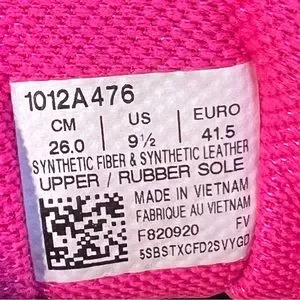 1012A476
CM US EURO
26.0 9½ 41.5
SYNTHETIC FIBER & SYNTHETIC LEATHER
UPPER / RUBBER SOLE
MADE IN VIETNAM
FABRIQUE AU VIETNAM
F820920 FV
5SBSTXCFD2SVYGD